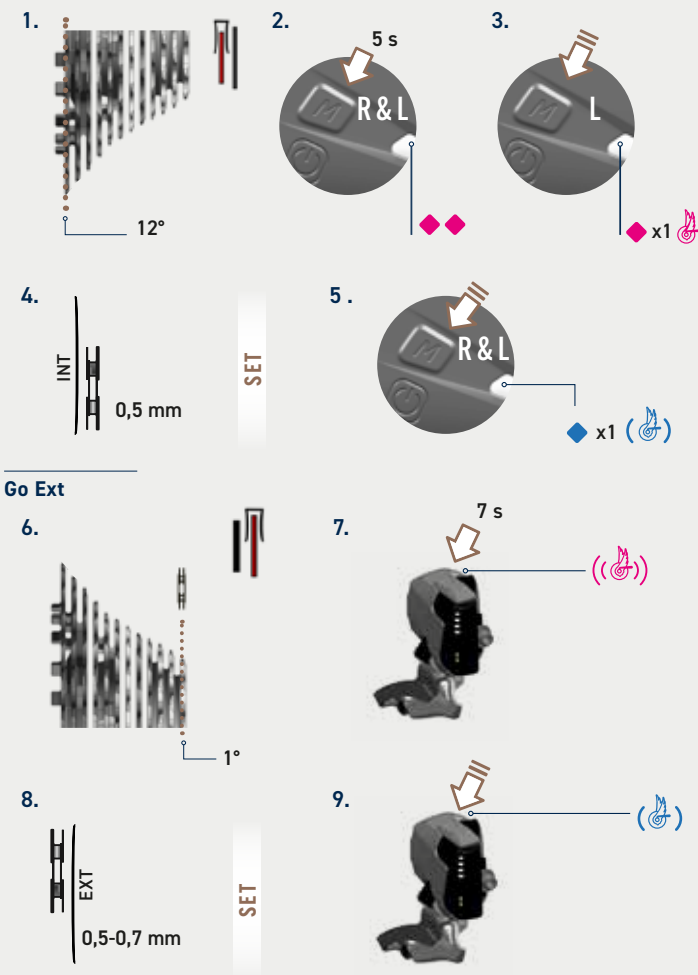 1.
12°
2.
5 s
M
R & L
3.
M
L
x1
4.
INT
0,5 mm
SET
5 .
M
R & L
x1
Go Ext
6.
1°
7.
7 s
8.
EXT
0,5-0,7 mm
SET
9.